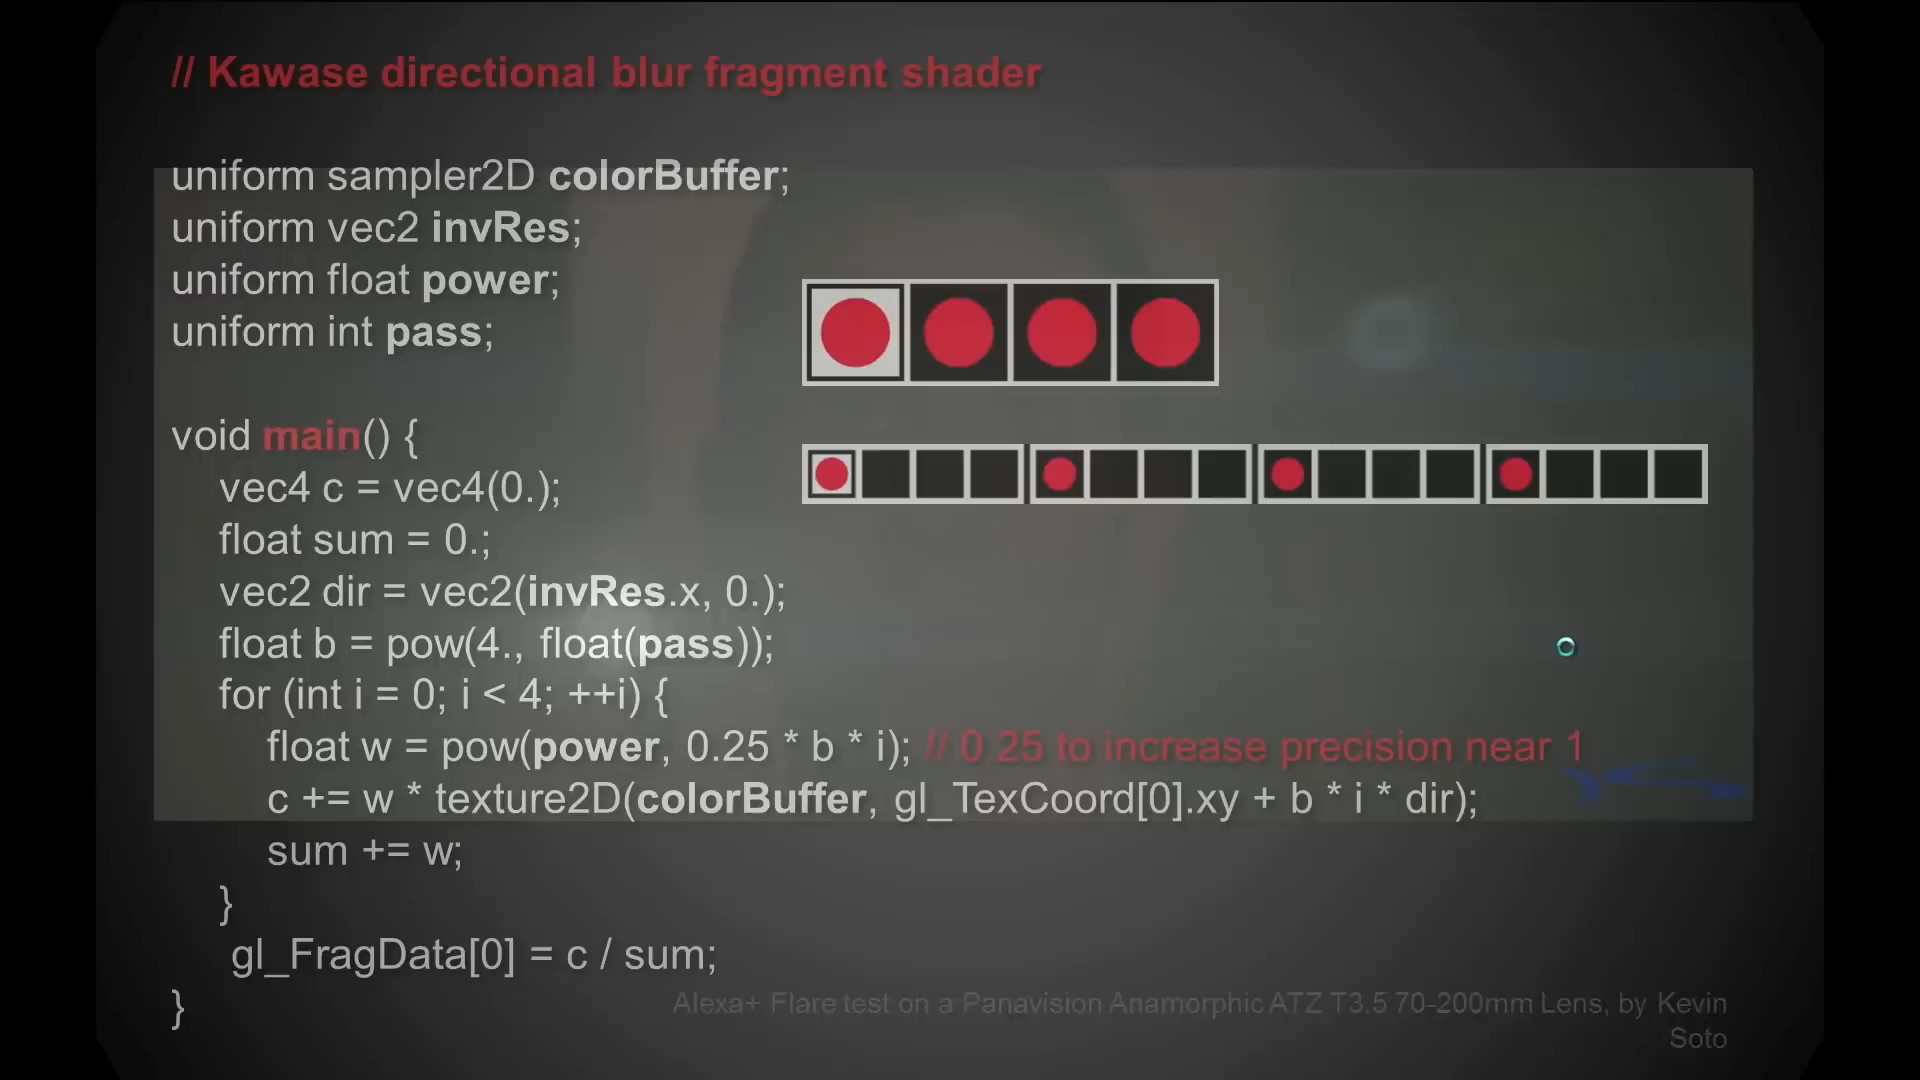 // Kawase directional blur fragment shader
uniform sampler2D colorBuffer;
uniform vec2 invRes;
uniform float power;
uniform int pass;
void main() {
vec4 c = vec4(0.);
float sum = 0.;
vec2 dir = vec2(invRes.x, 0.);
float b = pow(4., float(pass));
for (int i = 0; i < 4; ++i) {
float w = pow(power, 0.25 * b * i); // 0.25 to increase precision near 1
c += w * texture2D(colorBuffer, gl_TexCoord[0].xy + b * i * dir);
sum += w;
}
gl_FragData[0] = c / sum;
}
Alexa+ Flare test on a Panavision Anamorphic ATZ T3.5 70-200mm Lens, by Kevin
Soto